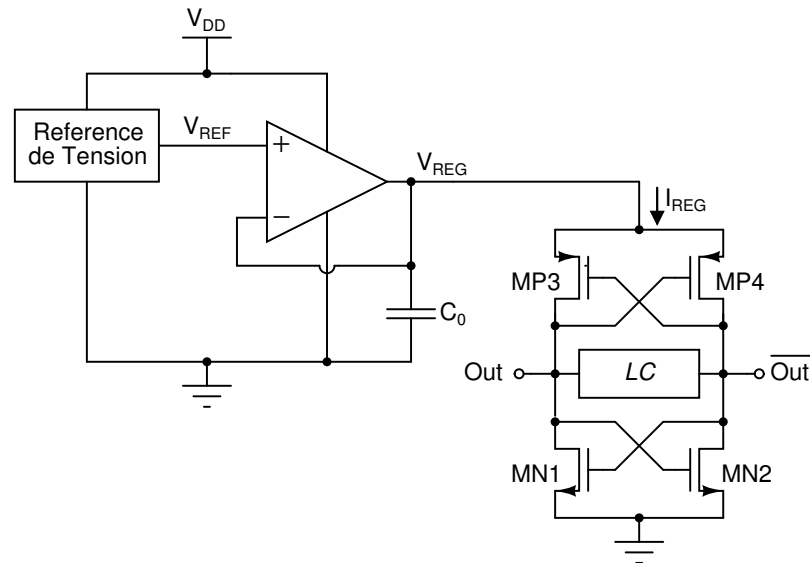 V_DD
Reference
de Tension
V_REF
+
−
V_REG
I_REG
C_0
MP3
MP4
Out
LC
Out
MN1
MN2